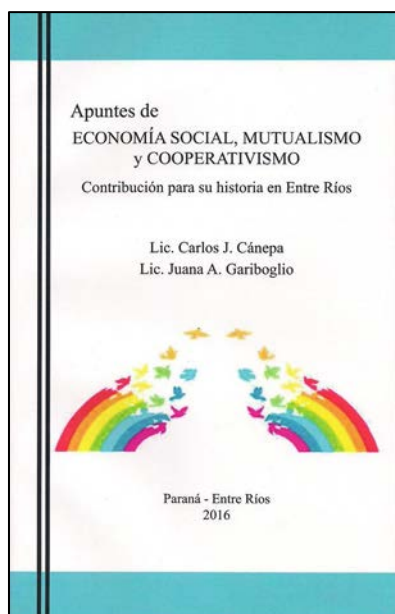 Apuntes de
ECONOMÍA SOCIAL, MUTUALISMO
y COOPERATIVISMO
Contribución para su historia en Entre Ríos
Lic. Carlos J. Cánepa
Lic. Juana A. Gariboglio
Paraná - Entre Ríos
2016